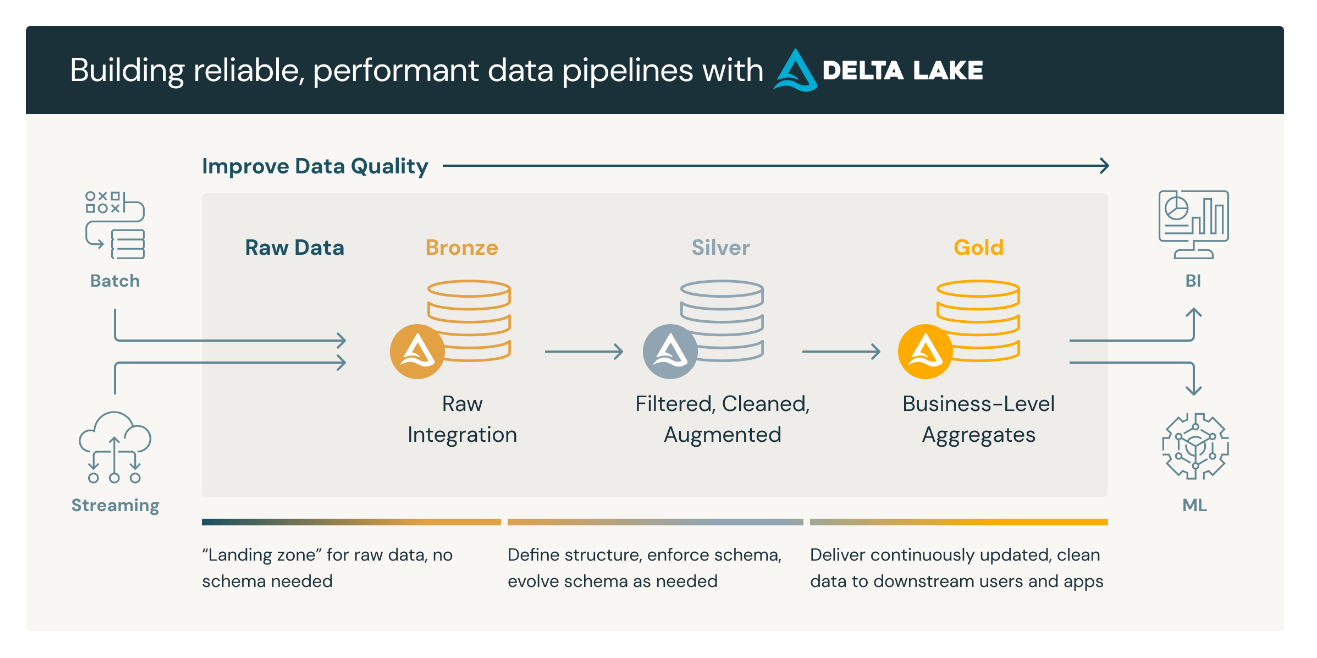 Building reliable, performant data pipelines with DELTA LAKE
Improve Data Quality
Batch
Streaming
Raw Data
Bronze
Raw
Integration
Silver
Filtered, Cleaned,
Augmented
Gold
Business-Level
Aggregates
BI
ML
“Landing zone” for raw data, no
schema needed
Define structure, enforce schema,
evolve schema as needed
Deliver continuously updated, clean
data to downstream users and apps